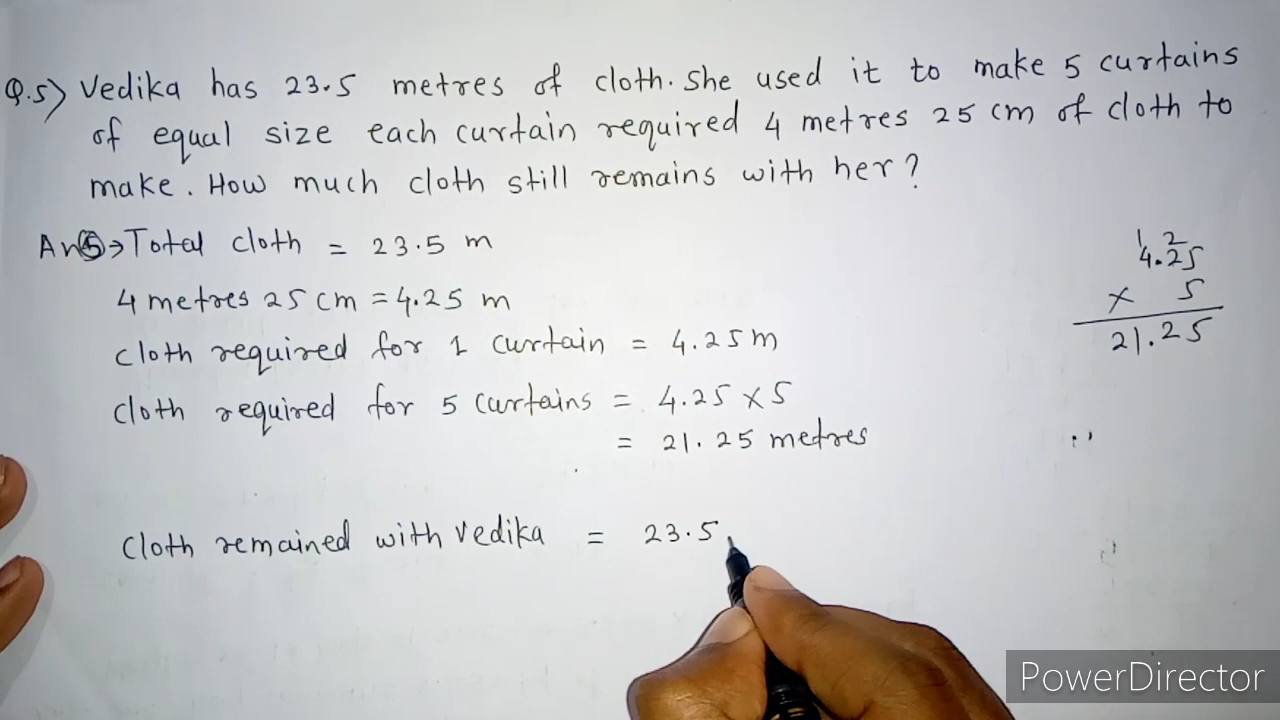 Q.5) Vedika has 23.5 metres of cloth. She used it to make 5 curtains
of equal size each curtain required 4 metres 25 cm of cloth to
make. How much cloth still remains with her?
Ans(5)→ Total cloth = 23.5 m
4 metres 25 cm = 4.25 m
cloth required for 1 curtain = 4.25 m
cloth required for 5 curtains = 4.25 × 5
= 21.25 metres
cloth remained with Vedika = 23.5
1 2
4.25
× 5
21.25
PowerDirector